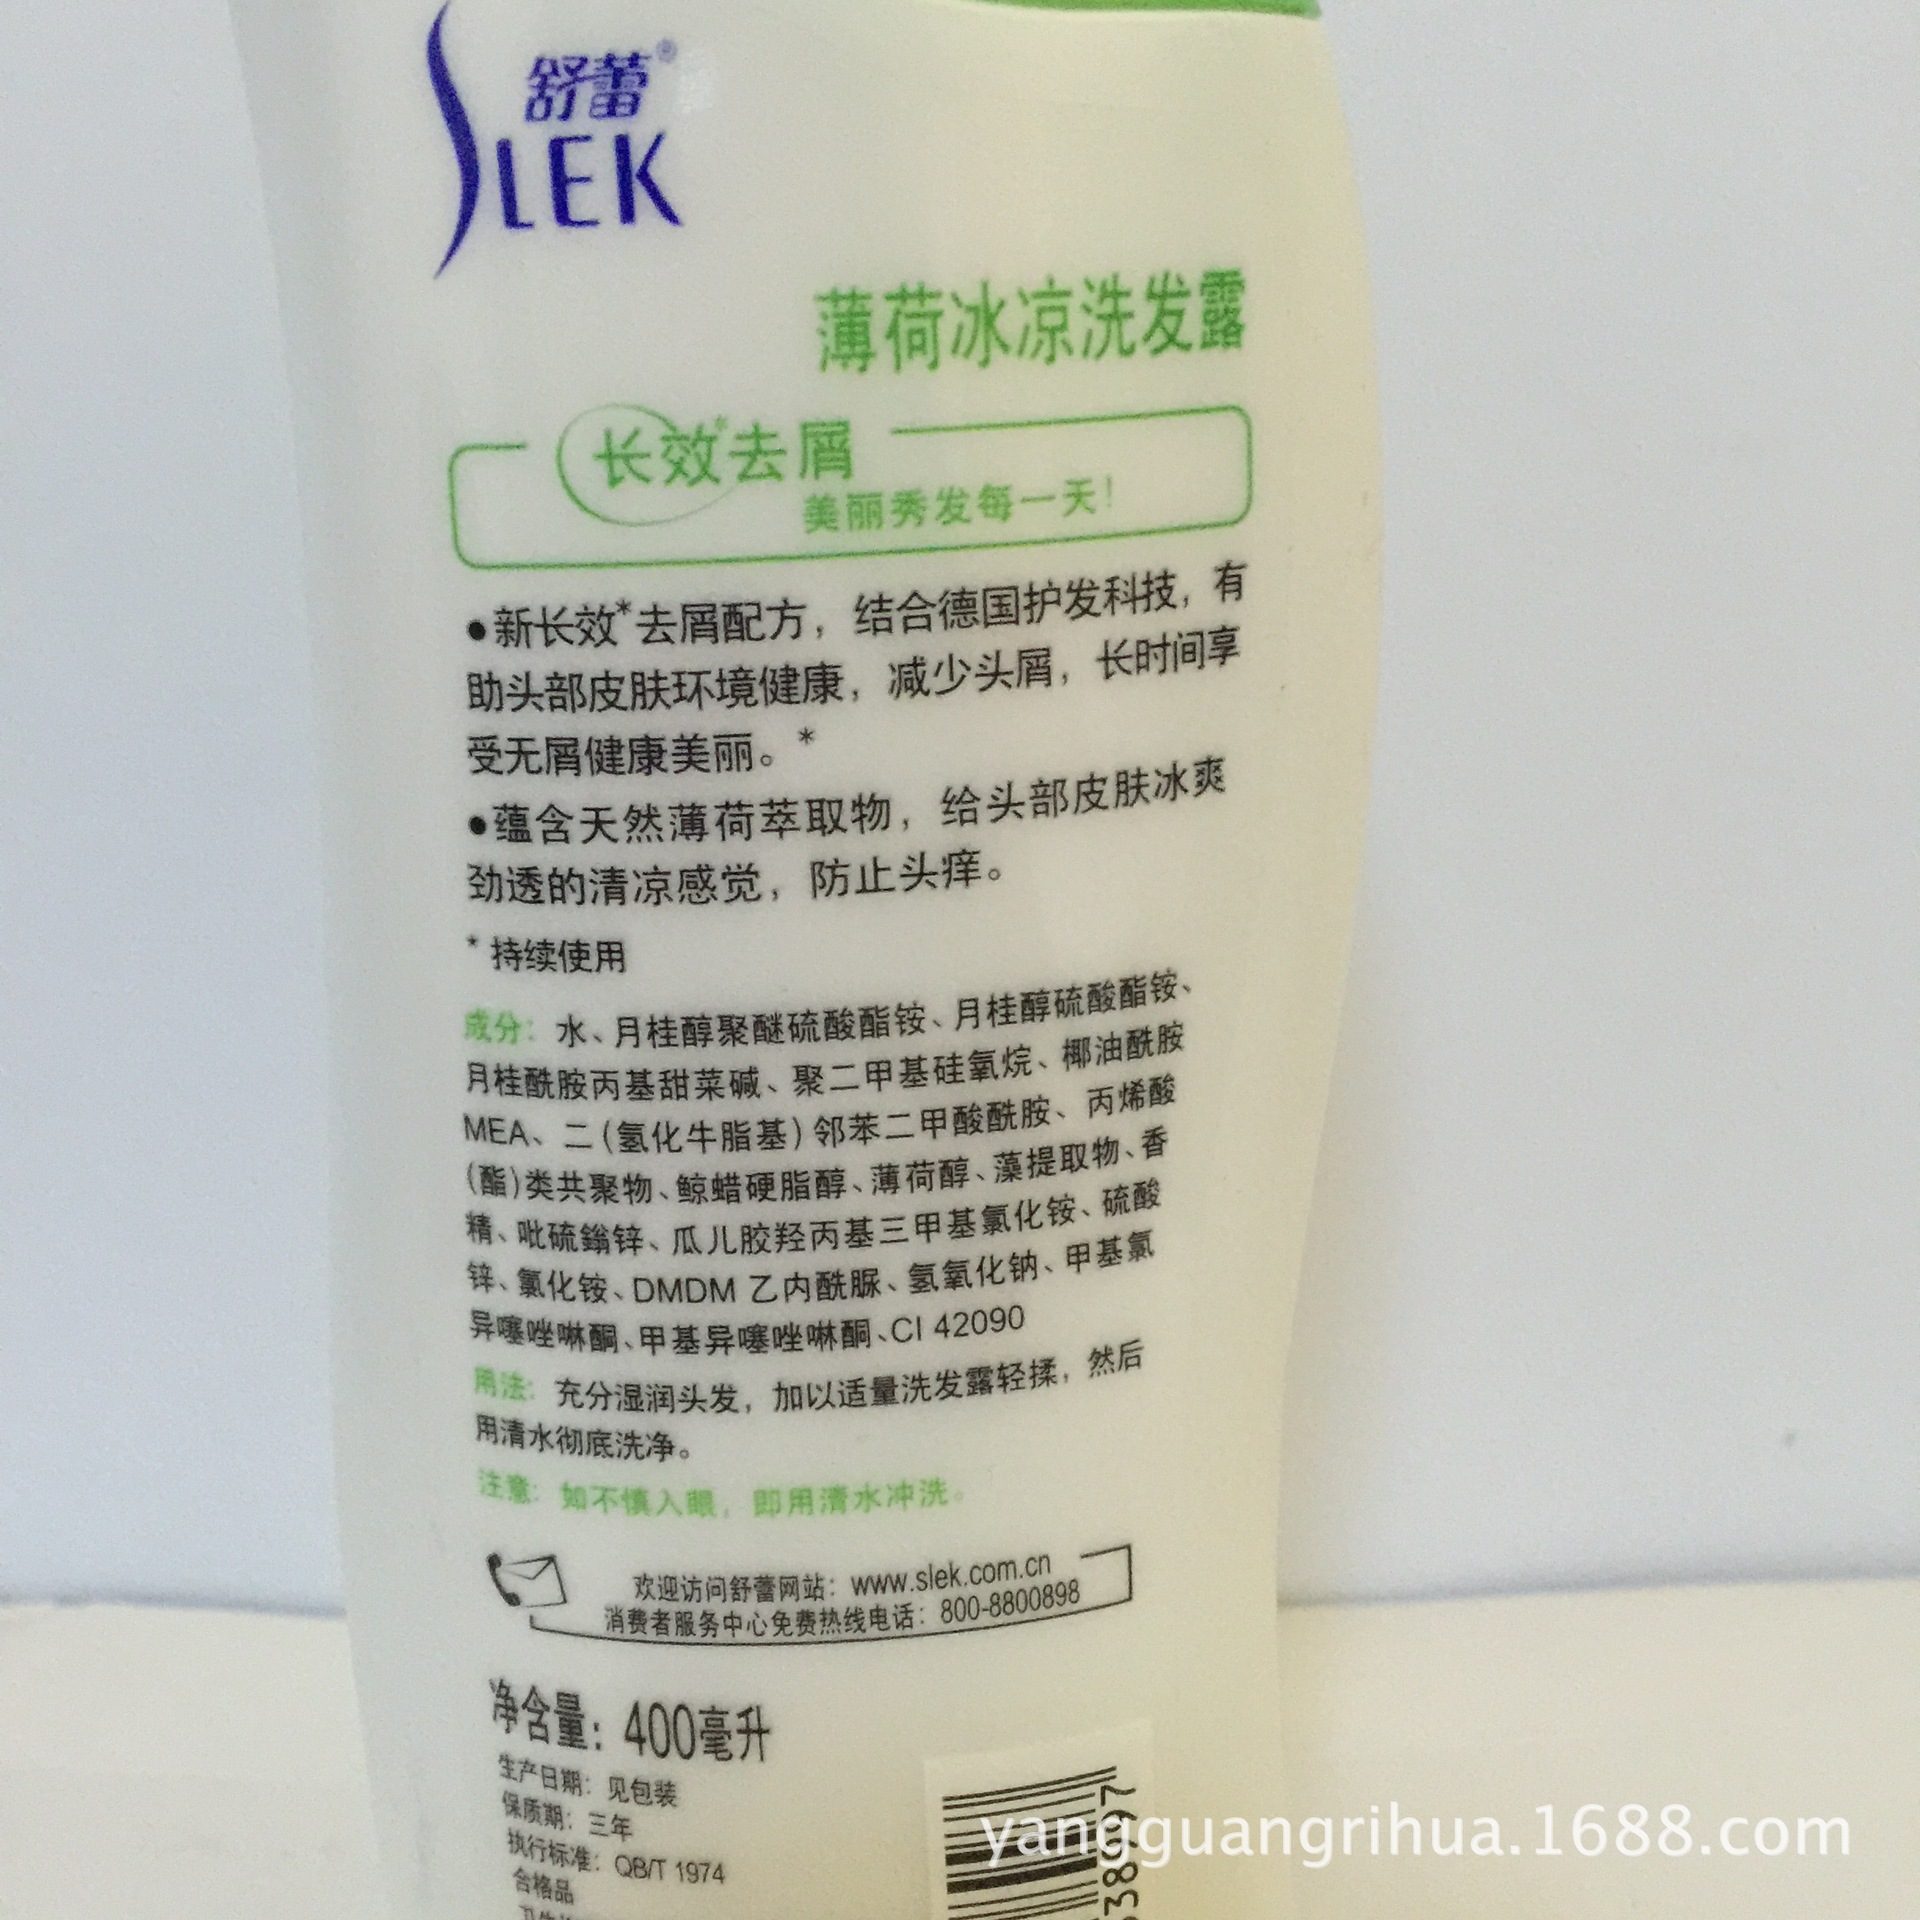 舒蕾®
SLEK
薄荷冰凉洗发露
长效*去屑
美丽秀发每一天！
●新长效*去屑配方，结合德国护发科技，有
助头部皮肤环境健康，减少头屑，长时间享
受无屑健康美丽。*
●蕴含天然薄荷萃取物，给头部皮肤冰爽
劲透的清凉感觉，防止头痒。
* 持续使用
成分：水、月桂醇聚醚硫酸酯铵、月桂醇硫酸酯铵、
月桂酰胺丙基甜菜碱、聚二甲基硅氧烷、椰油酰胺
MEA、二(氢化牛脂基)邻苯二甲酸酰胺、丙烯酸
(酯)类共聚物、鲸蜡硬脂醇、薄荷醇、藻提取物、香
精、吡硫鎓锌、瓜儿胶羟丙基三甲基氯化铵、硫酸
锌、氯化铵、DMDM 乙内酰脲、氢氧化钠、甲基氯
异噻唑啉酮、甲基异噻唑啉酮、CI 42090
用法：充分湿润头发，加以适量洗发露轻揉，然后
用清水彻底洗净。
注意：如不慎入眼，即用清水冲洗。
欢迎访问舒蕾网站：www.slek.com.cn
消费者服务中心免费热线电话：800-8800898
净含量：400毫升
生产日期：见包装
保质期：三年
执行标准：QB/T 1974
合格品
yangguangrihua.1688.com